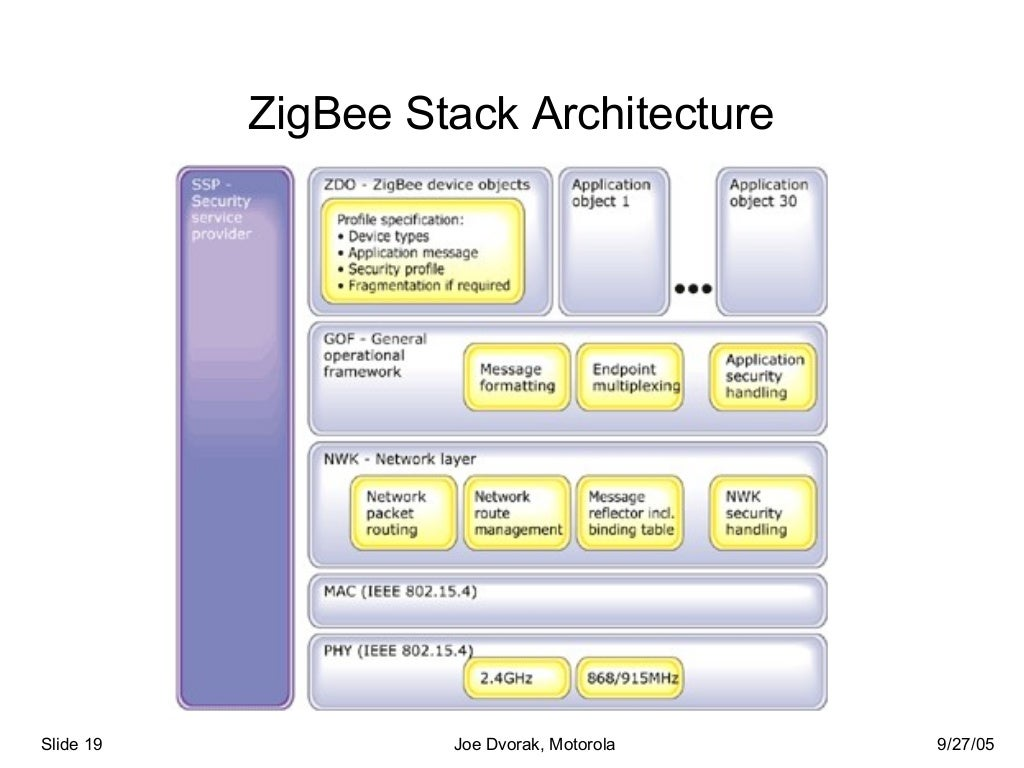 ZigBee Stack Architecture
SSP -
Security
service
provider
ZDO - ZigBee device objects
Profile specification:
• Device types
• Application message
• Security profile
• Fragmentation if required
Application
object 1
•••
Application
object 30
GOF - General
operational
framework
Message
formatting
Endpoint
multiplexing
Application
security
handling
NWK - Network layer
Network
packet
routing
Network
route
management
Message
reflector incl.
binding table
NWK
security
handling
MAC (IEEE 802.15.4)
PHY (IEEE 802.15.4)
2.4GHz
868/915MHz
Slide 19
Joe Dvorak, Motorola
9/27/05